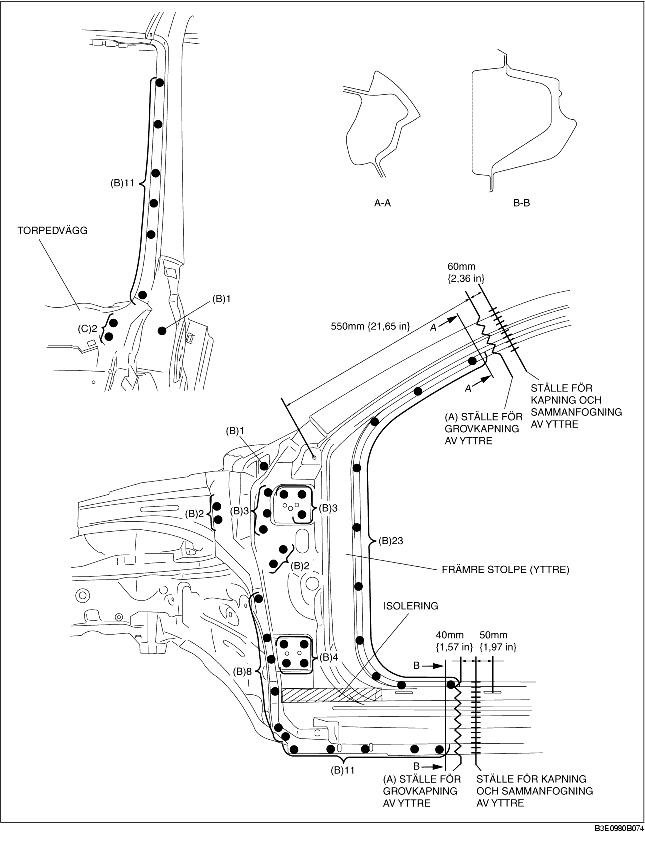 A-A
B-B
(B)11
TORPEDVÄGG
(C)2
(B)1
60mm
{2,36 in}
550mm {21,65 in}
A
A
STÄLLE FÖR
KAPNING OCH
SAMMANFOGNING
AV YTTRE
(A) STÄLLE FÖR
GROVKAPNING
AV YTTRE
(B)1
(B)2
(B)3
(B)3
(B)23
(B)2
FRÄMRE STOLPE (YTTRE)
ISOLERING
40mm
{1,57 in}
50mm
{1,97 in}
B
(B)4
(B)8
B
(B)11
(A) STÄLLE FÖR
GROVKAPNING
AV YTTRE
STÄLLE FÖR KAPNING
OCH SAMMANFOGNING
AV YTTRE
B3E0980B074